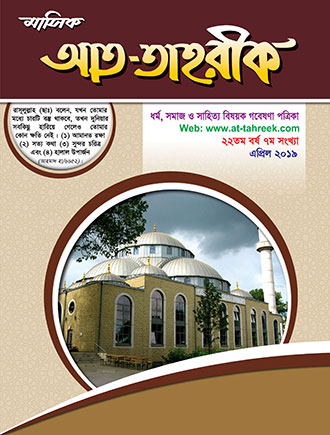 মাসিক
আত-তাহরীক
রাসূলুল্লাহ (ছাঃ) বলেন, যখন তোমার
মধ্যে চারটি বস্তু থাকবে, তখন দুনিয়ার
সবকিছু হারিয়ে গেলেও তোমার
কোন ক্ষতি নেই। (১) আমানত রক্ষা
(২) সত্য কথা (৩) সুন্দর চরিত্র
এবং (৪) হালাল উপার্জন
(আহমাদ হা/৬৬৫২)।
ধর্ম, সমাজ ও সাহিত্য বিষয়ক গবেষণা পত্রিকা
Web: www.at-tahreek.com
২২তম বর্ষ ৭ম সংখ্যা
এপ্রিল ২০১৯